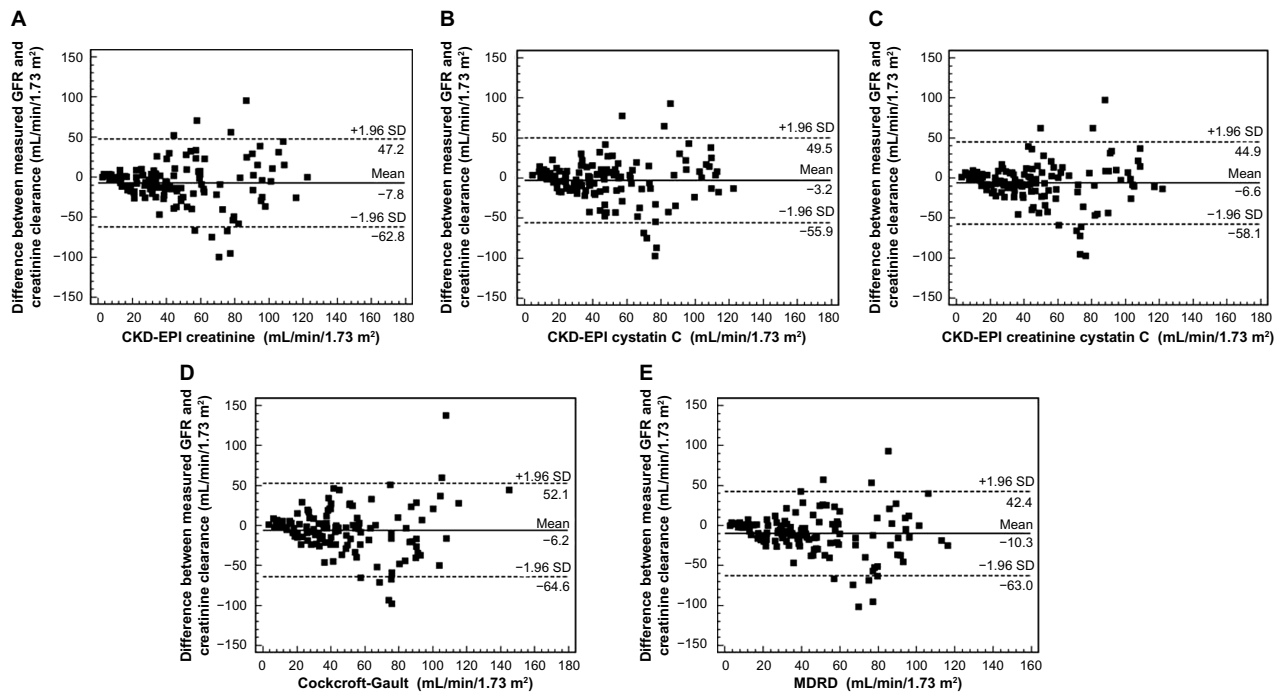 A
Difference between measured GFR and
creatinine clearance (mL/min/1.73 m²)
150
100
50
0
−50
−100
−150
+1.96 SD
47.2
Mean
−7.8
−1.96 SD
−62.8
0 20 40 60 80 100 120 140 160 180
CKD-EPI creatinine (mL/min/1.73 m²)
B
Difference between measured GFR and
creatinine clearance (mL/min/1.73 m²)
150
100
50
0
−50
−100
−150
+1.96 SD
49.5
Mean
−3.2
−1.96 SD
−55.9
0 20 40 60 80 100 120 140 160 180
CKD-EPI cystatin C (mL/min/1.73 m²)
C
Difference between measured GFR and
creatinine clearance (mL/min/1.73 m²)
150
100
50
0
−50
−100
−150
+1.96 SD
44.9
Mean
−6.6
−1.96 SD
−58.1
0 20 40 60 80 100 120 140 160 180
CKD-EPI creatinine cystatin C (mL/min/1.73 m²)
D
Difference between measured GFR and
creatinine clearance (mL/min/1.73 m²)
150
100
50
0
−50
−100
−150
+1.96 SD
52.1
Mean
−6.2
−1.96 SD
−64.6
0 20 40 60 80 100 120 140 160 180
Cockcroft-Gault (mL/min/1.73 m²)
E
Difference between measured GFR and
creatinine clearance (mL/min/1.73 m²)
150
100
50
0
−50
−100
−150
+1.96 SD
42.4
Mean
−10.3
−1.96 SD
−63.0
0 20 40 60 80 100 120 140 160
MDRD (mL/min/1.73 m²)